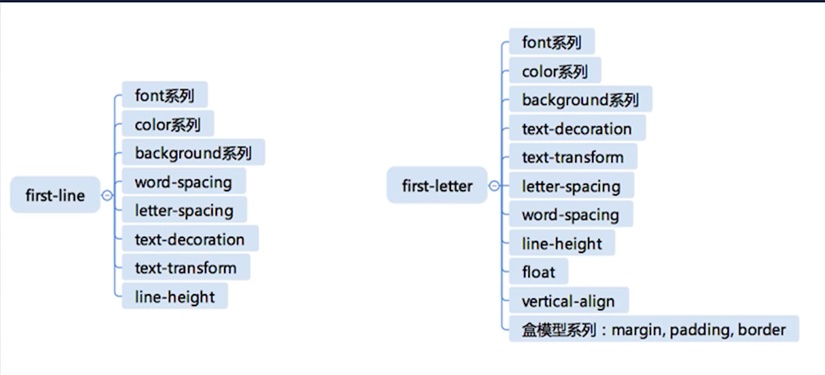 first-line
font系列
color系列
background系列
word-spacing
letter-spacing
text-decoration
text-transform
line-height
first-letter
font系列
color系列
background系列
text-decoration
text-transform
letter-spacing
word-spacing
line-height
float
vertical-align
盒模型系列：margin, padding, border